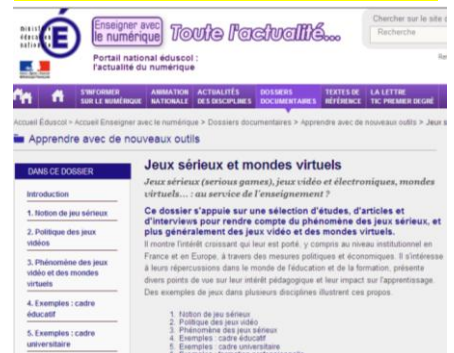 Enseigner avec
le numérique
Toute l'actualité...
Portail national éduscol :
l'actualité du numérique
Chercher sur le site
Recherche
S'INFORMER
SUR LE NUMÉRIQUE
ANIMATION
NATIONALE
ACTUALITÉS
DES DISCIPLINES
DOSSIERS
DOCUMENTAIRES
TEXTES DE
RÉFÉRENCE
LA LETTRE
TIC PREMIER DEGRÉ
Accueil Éduscol > Accueil Enseigner avec le numérique > Dossiers documentaires > Apprendre avec de nouveaux outils > Jeux
Apprendre avec de nouveaux outils
DANS CE DOSSIER
Introduction
1. Notion de jeu sérieux
2. Politique des jeux
vidéos
3. Phénomène des jeux
vidéo et des mondes
virtuels
4. Exemples : cadre
éducatif
5. Exemples : cadre
universitaire
Jeux sérieux et mondes virtuels
Jeux sérieux (serious games), jeux vidéo et électroniques, mondes
virtuels... : au service de l'enseignement ?
Ce dossier s'appuie sur une sélection d'études, d'articles et
d'interviews pour rendre compte du phénomène des jeux sérieux, et
plus généralement des jeux vidéo et des mondes virtuels.
Il montre l'intérêt croissant qui leur est porté, y compris au niveau institutionnel en
France et en Europe, à travers des mesures politiques et économiques. Il s'intéresse
à leurs répercussions dans le monde de l'éducation et de la formation, présente
divers points de vue sur leur intérêt pédagogique et leur impact sur l'apprentissage.
Des exemples de jeux dans plusieurs disciplines illustrent ces propos.
1. Notion de jeu sérieux
2. Politique des jeux vidéo
3. Phénomène des jeux sérieux
4. Exemples : cadre éducatif
5. Exemples : cadre universitaire